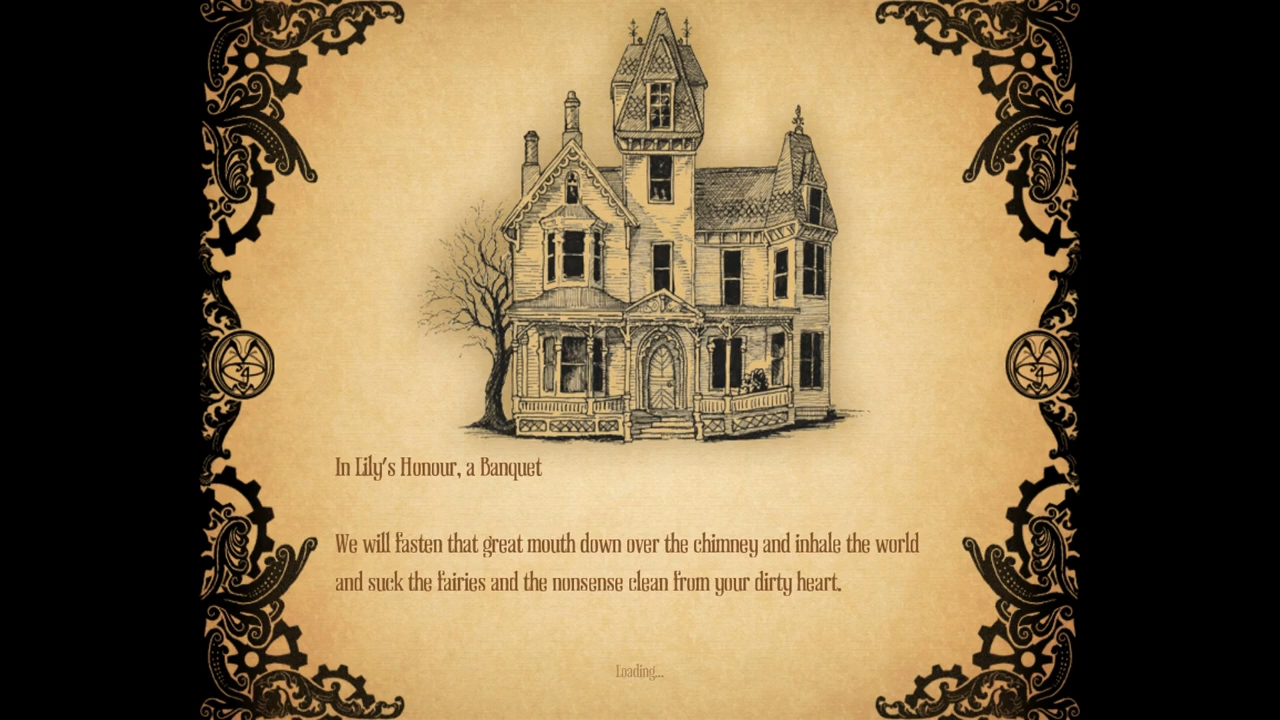 In Lily's Honour, a Banquet
We will fasten that great mouth down over the chimney and inhale the world
and suck the fairies and the nonsense clean from your dirty heart.
Loading...